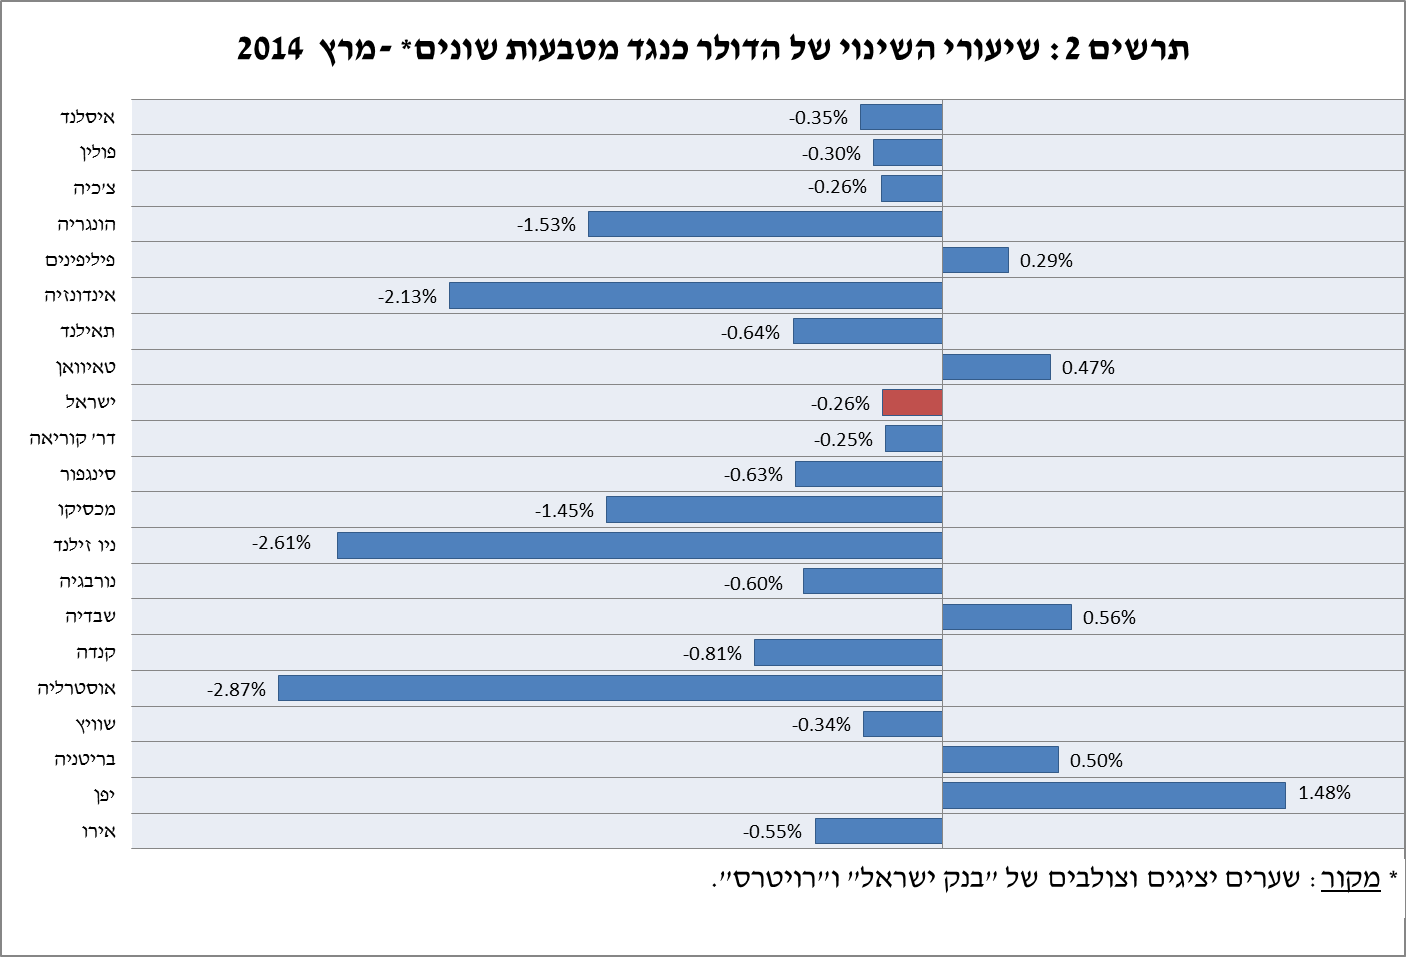 תרשים 2: שיעורי השינוי של הדולר כנגד מטבעות שונים* -מרץ 2014
איסלנד -0.35%
פולין -0.30%
צ'כיה -0.26%
הונגריה -1.53%
פיליפינים 0.29%
אינדונזיה -2.13%
תאילנד -0.64%
טאיוואן 0.47%
ישראל -0.26%
דר' קוריאה -0.25%
סינגפור -0.63%
מכסיקו -1.45%
ניו זילנד -2.61%
נורבגיה -0.60%
שבדיה 0.56%
קנדה -0.81%
אוסטרליה -2.87%
שוויץ -0.34%
בריטניה 0.50%
יפן 1.48%
אירו -0.55%
* מקור: שערים יציגים וצולבים של "בנק ישראל" ו"רויטרס".